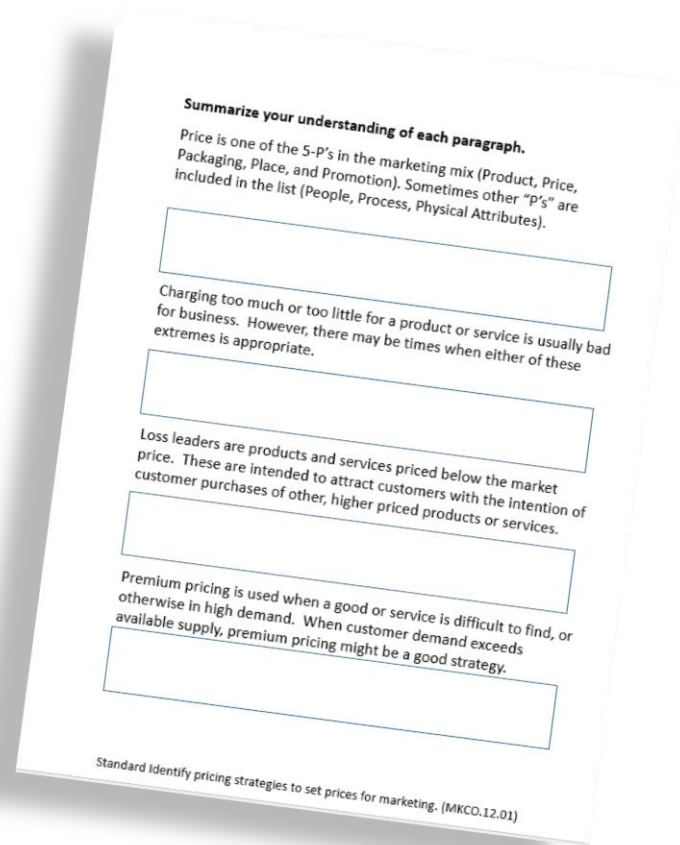 Summarize your understanding of each paragraph.
Price is one of the 5-P's in the marketing mix (Product, Price,
Packaging, Place, and Promotion). Sometimes other "P's" are
included in the list (People, Process, Physical Attributes).
Charging too much or too little for a product or service is usually bad
for business.  However, there may be times when either of these
extremes is appropriate.
Loss leaders are products and services priced below the market
price.  These are intended to attract customers with the intention of
customer purchases of other, higher priced products or services.
Premium pricing is used when a good or service is difficult to find, or
otherwise in high demand.  When customer demand exceeds
available supply, premium pricing might be a good strategy.
Standard Identify pricing strategies to set prices for marketing. (MKCO.12.01)